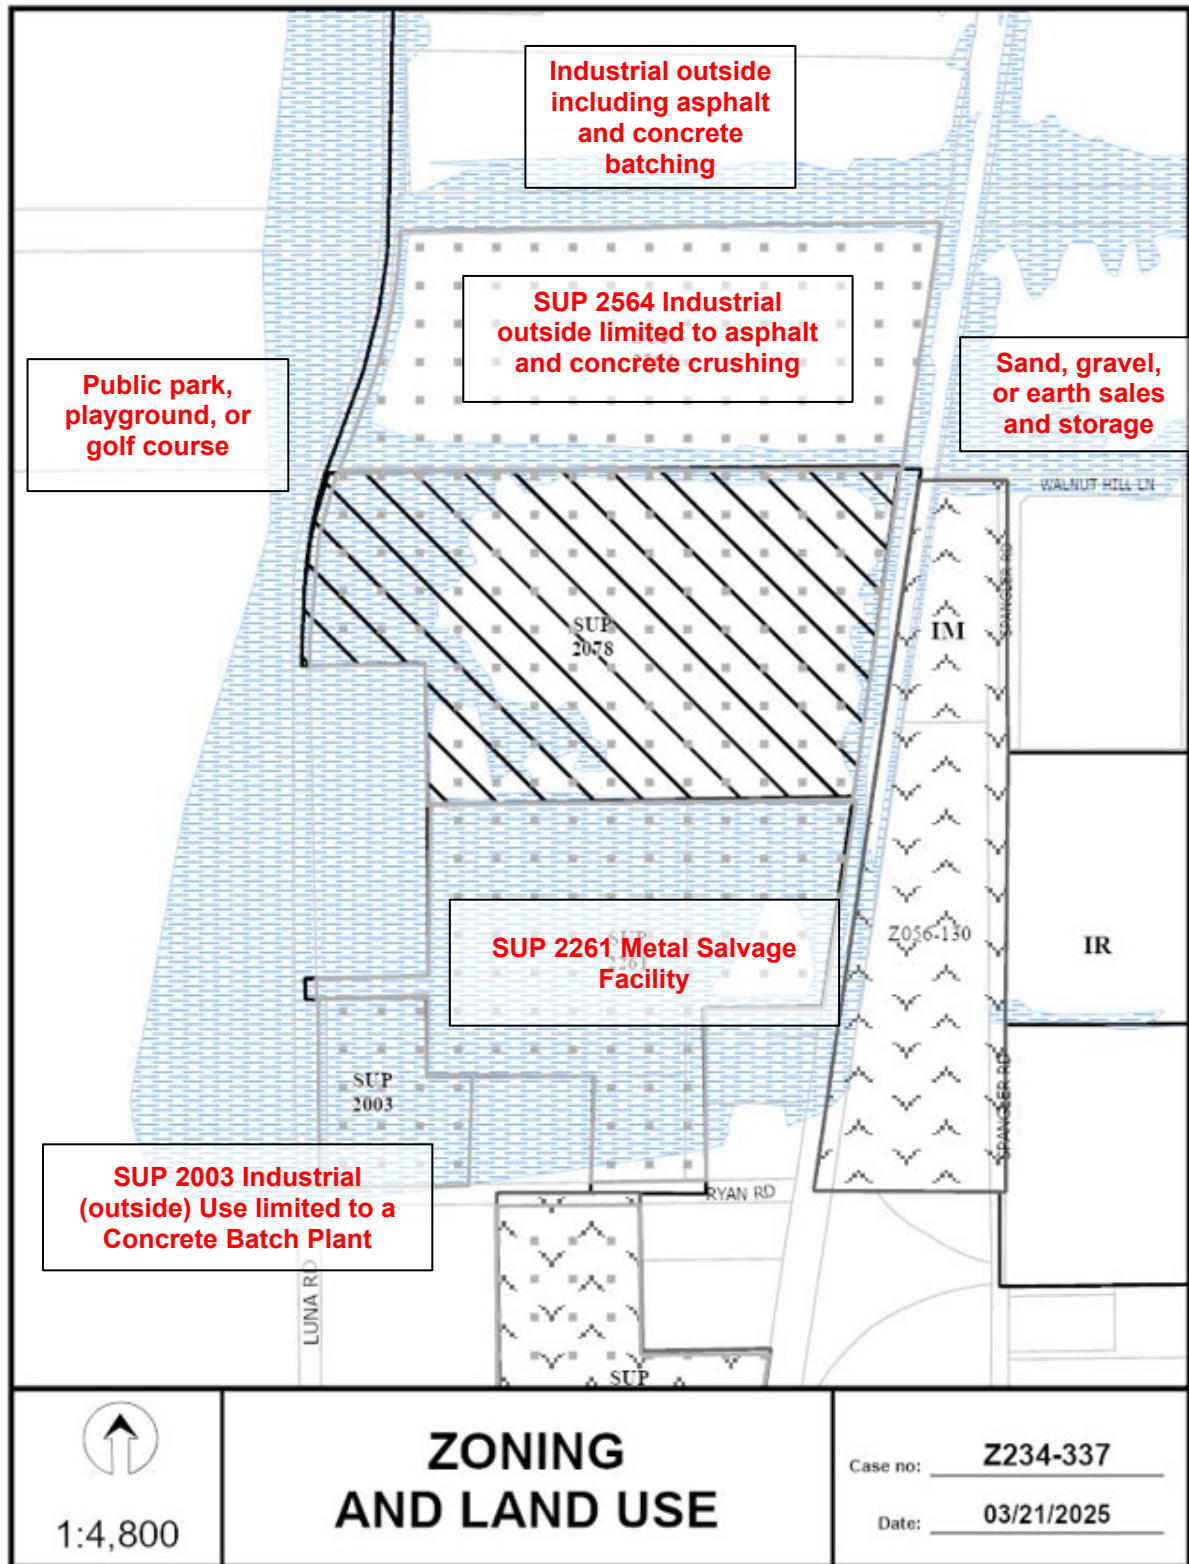 Industrial outside
including asphalt
and concrete
batching
SUP 2564 Industrial
outside limited to asphalt
and concrete crushing
Public park,
playground, or
golf course
Sand, gravel,
or earth sales
and storage
WALNUT HILL LN
SPANGLER RD
SUP
2078
IM
Z056-130
IR
SUP
2261
SUP 2261 Metal Salvage
Facility
SUP
2003
SPANGLER RD
SUP 2003 Industrial
(outside) Use limited to a
Concrete Batch Plant
RYAN RD
LUNA RD
SUP
1:4,800
ZONING
AND LAND USE
Case no: Z234-337
Date: 03/21/2025